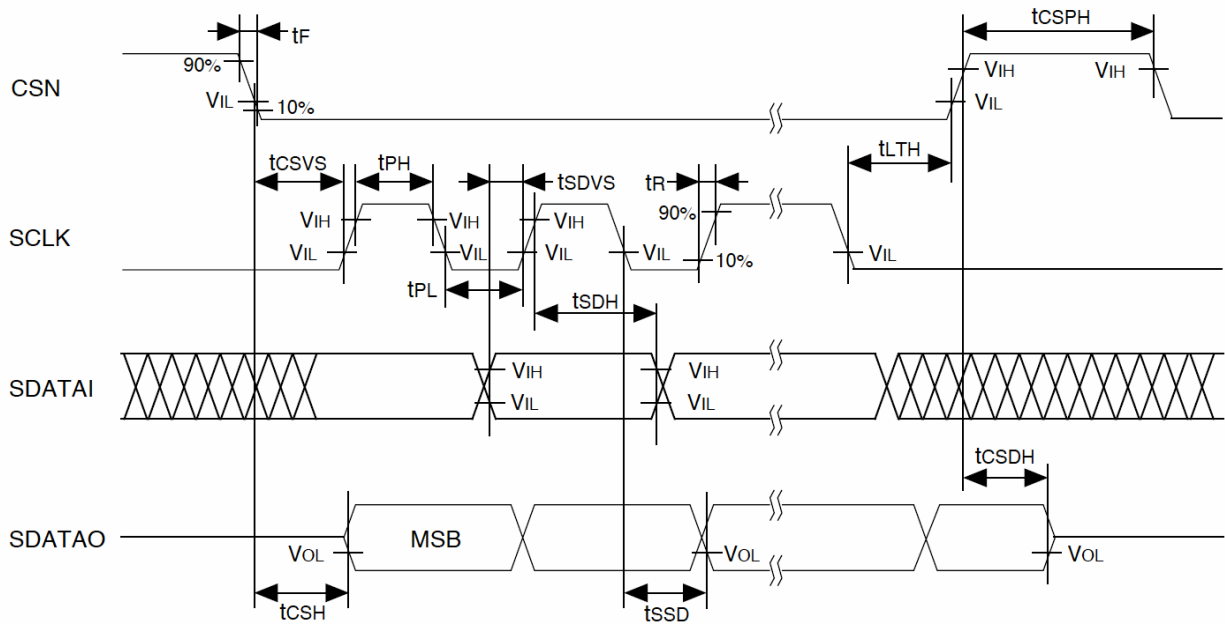 tF
tCSPH
90%
VIH
VIH
CSN
VIL
10%
VIL
tCSVS
tPH
tSDVS
tR
tLTH
90%
VIH
VIH
VIH
SCLK
VIL
VIL
VIL
VIL
10%
VIL
tPL
tSDH
VIH
VIH
SDATAI
VIL
VIL
tCSDH
SDATAO
MSB
VOL
VOL
VOL
tCSH
tSSD